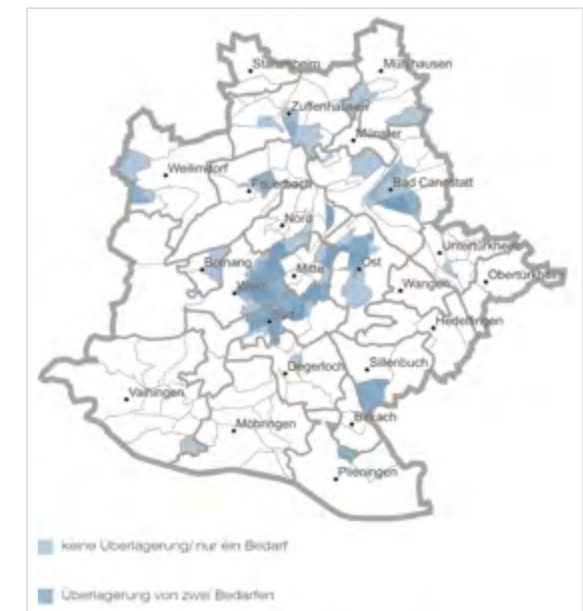 Stammheim
Mühlhausen
Zuffenhausen
Münster
Weilimdorf
Feuerbach
Bad Cannstatt
Nord
Untertürkheim
Botnang
Mitte
Ost
Obertürkheim
West
Wangen
Süd
Hedelfingen
Degerloch
Sillenbuch
Vaihingen
Birkach
Möhringen
Plieningen
keine Überlagerung/ nur ein Bedarf
Überlagerung von zwei Bedarfen